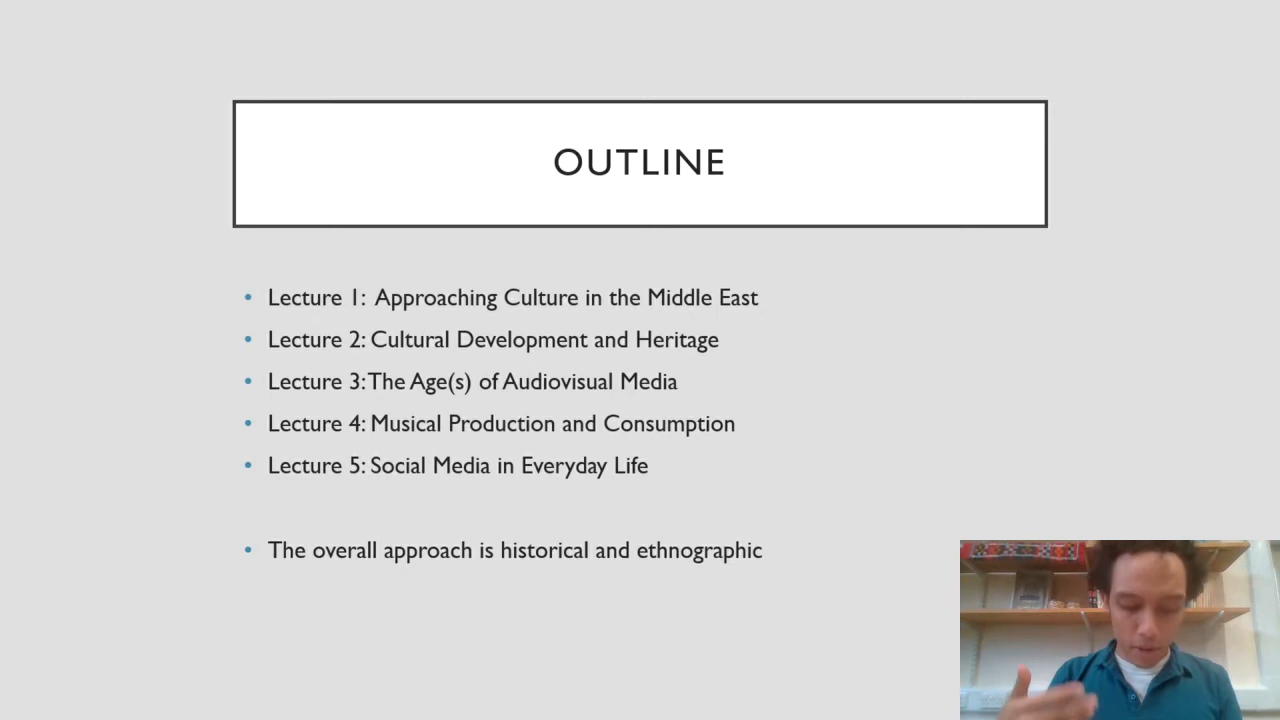 OUTLINE
• Lecture 1: Approaching Culture in the Middle East
• Lecture 2: Cultural Development and Heritage
• Lecture 3: The Age(s) of Audiovisual Media
• Lecture 4: Musical Production and Consumption
• Lecture 5: Social Media in Everyday Life
• The overall approach is historical and ethnographic